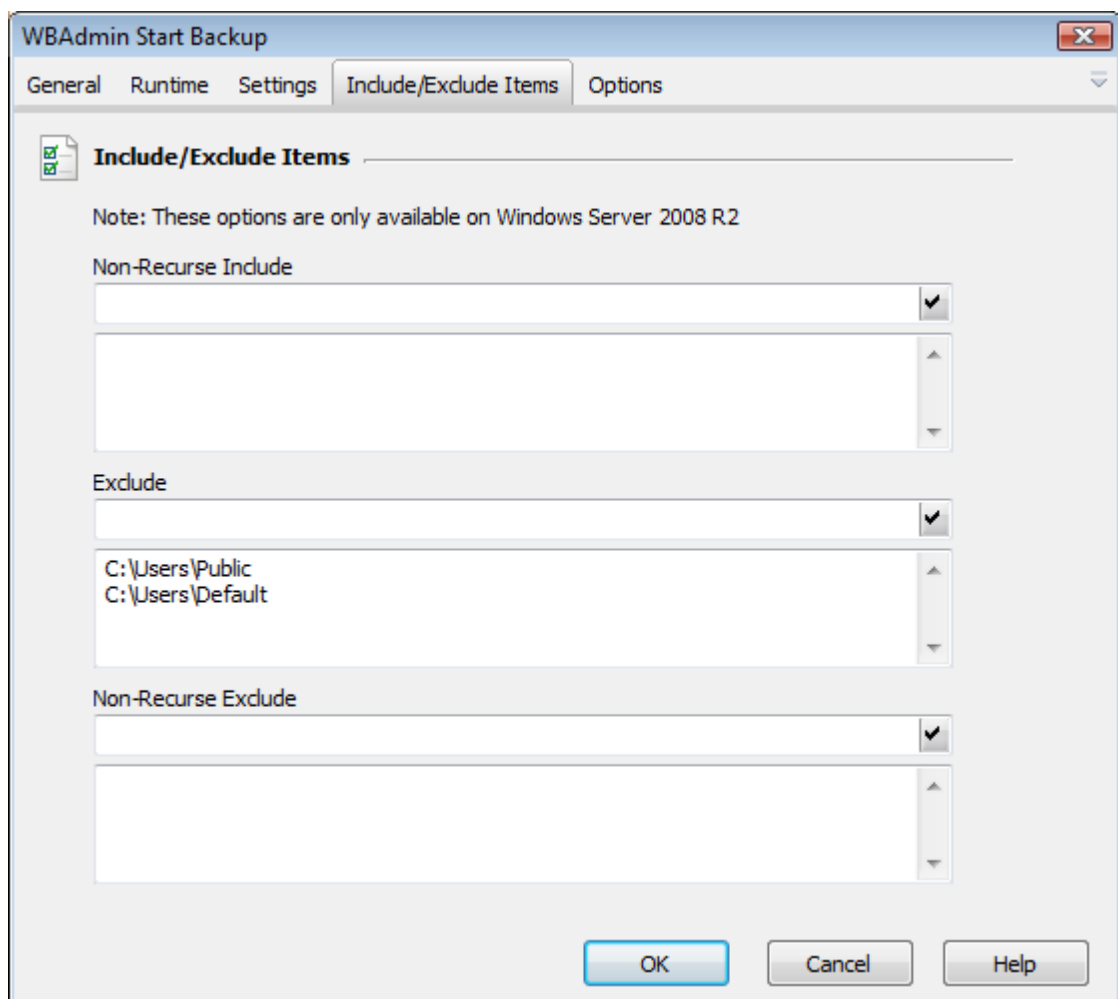 WBAdmin Start Backup
General Runtime Settings Include/Exclude Items Options
Include/Exclude Items
Note: These options are only available on Windows Server 2008 R2
Non-Recurse Include
Exclude
C:\Users\Public
C:\Users\Default
Non-Recurse Exclude
OK Cancel Help